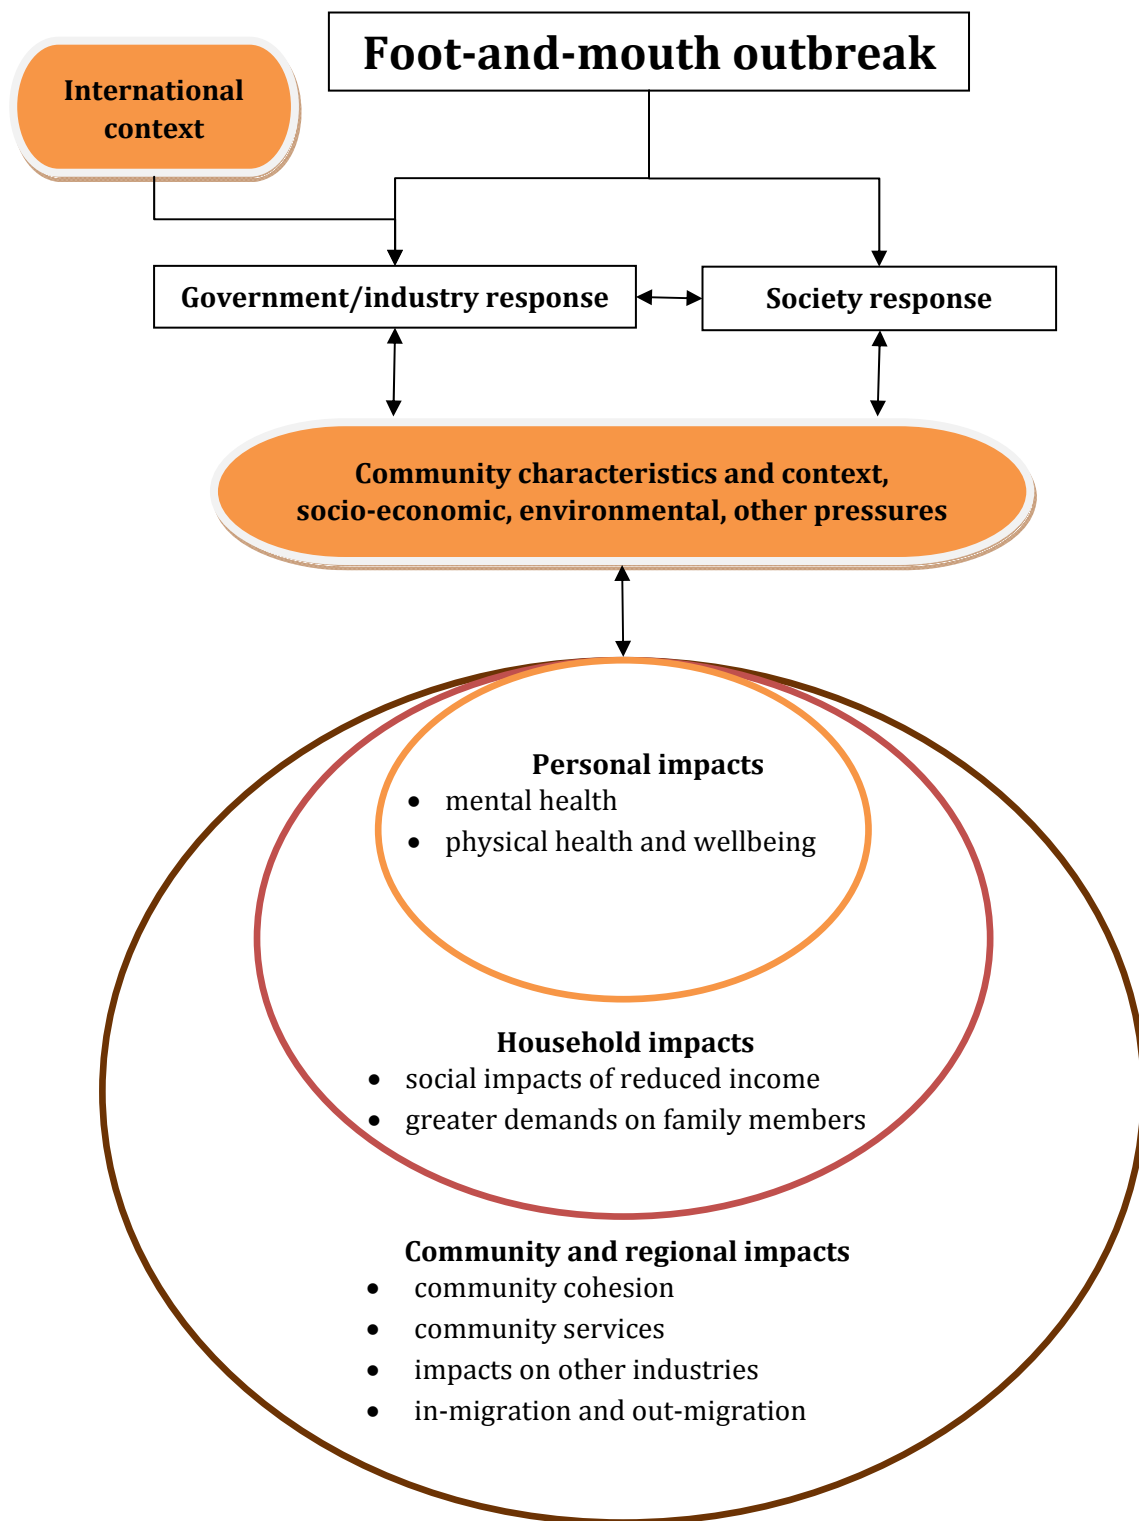 Foot-and-mouth outbreak
International
context
Government/industry response
Society response
Community characteristics and context,
socio-economic, environmental, other pressures
Personal impacts
• mental health
• physical health and wellbeing
Household impacts
• social impacts of reduced income
• greater demands on family members
Community and regional impacts
• community cohesion
• community services
• impacts on other industries
• in-migration and out-migration